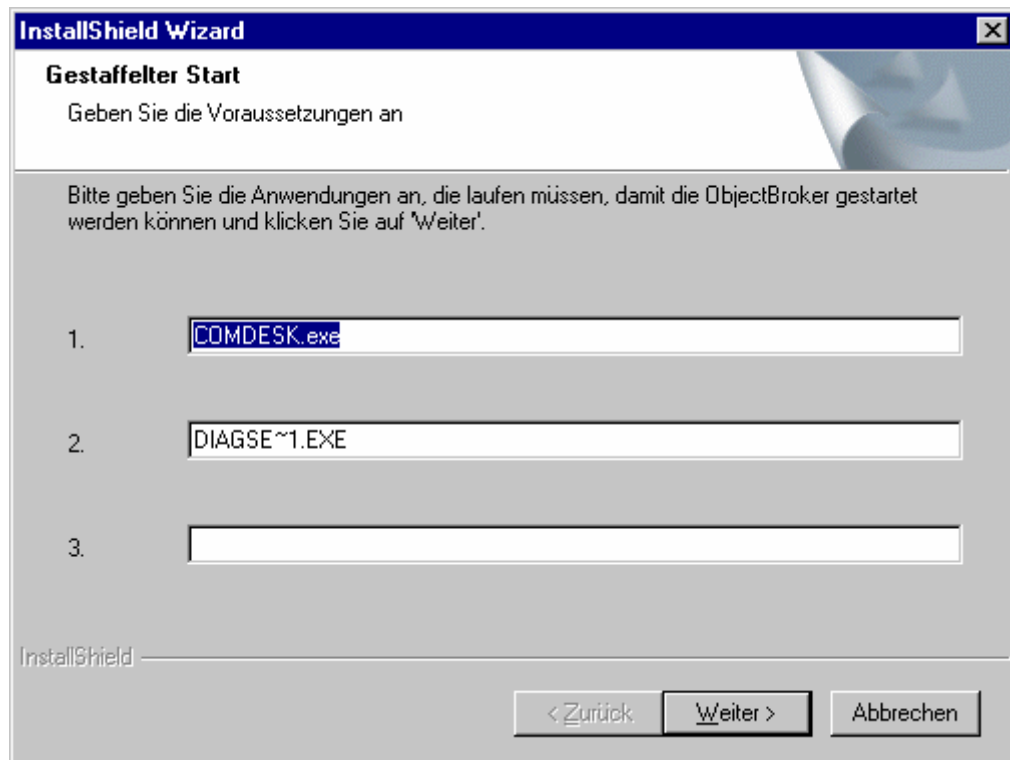 InstallShield Wizard
Gestaffelter Start
Geben Sie die Voraussetzungen an
Bitte geben Sie die Anwendungen an, die laufen müssen, damit die ObjectBroker gestartet
werden können und klicken Sie auf 'Weiter'.
1. COMDESK.exe
2. DIAGSE~1.EXE
3.
InstallShield
< Zurück Weiter > Abbrechen